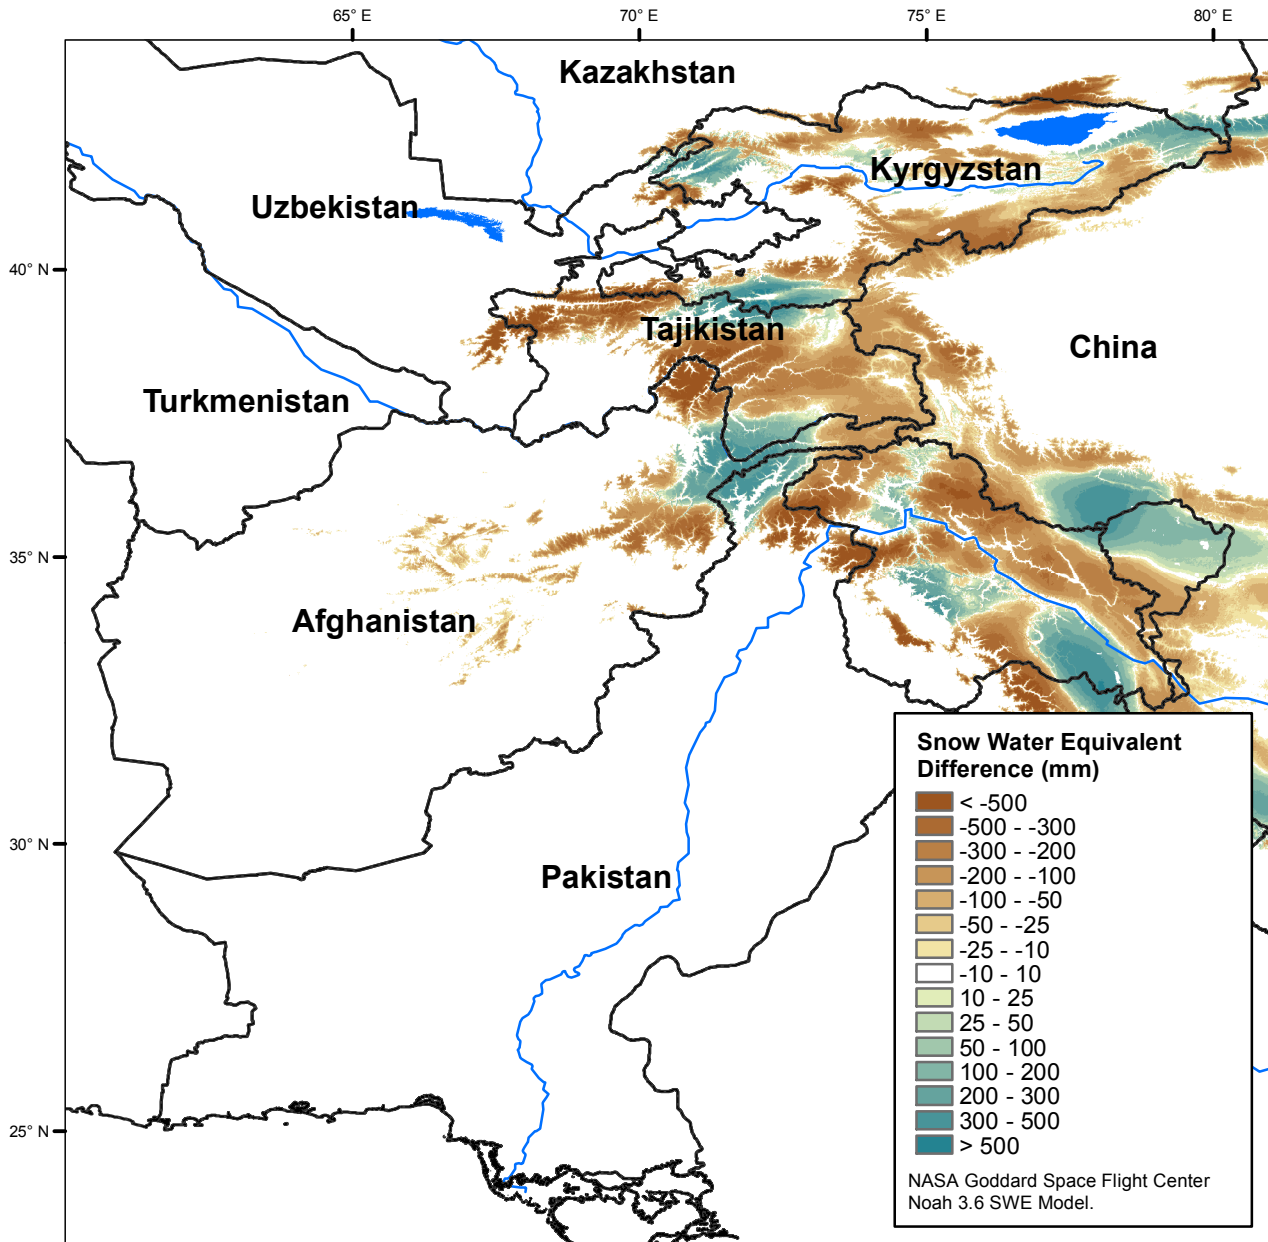 65° E
70° E
75° E
80° E
Kazakhstan
Kyrgyzstan
Uzbekistan
40° N
Tajikistan
China
Turkmenistan
35° N
Afghanistan
Snow Water Equivalent
Difference (mm)
< -500
-500 - -300
-300 - -200
-200 - -100
-100 - -50
-50 - -25
-25 - -10
-10 - 10
10 - 25
25 - 50
50 - 100
100 - 200
200 - 300
300 - 500
> 500
NASA Goddard Space Flight Center
Noah 3.6 SWE Model.
30° N
Pakistan
25° N